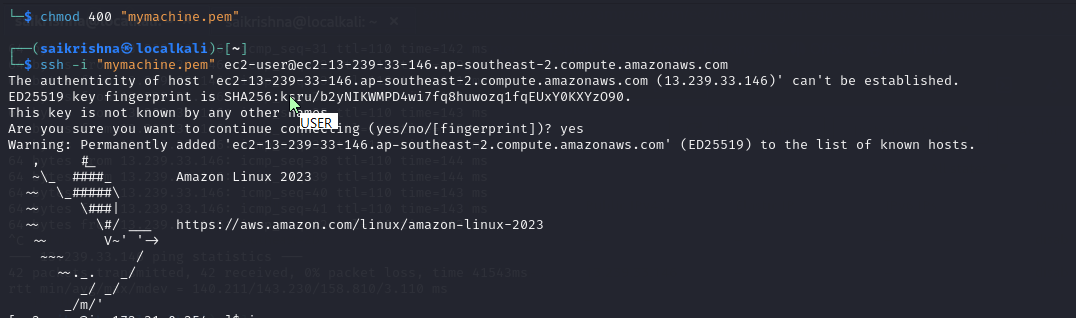 └─$ chmod 400 "mymachine.pem"
┌──(saikrishna㉿localkali)-[~]
└─$ ssh -i "mymachine.pem" ec2-user@ec2-13-239-33-146.ap-southeast-2.compute.amazonaws.com
The authenticity of host 'ec2-13-239-33-146.ap-southeast-2.compute.amazonaws.com (13.239.33.146)' can't be established.
ED25519 key fingerprint is
This key is not known by any other names.
USER
Are you sure you want to continue connecting (yes/no/[fingerprint])? yes
Warning: Permanently added 'ec2-13-239-33-146.ap-southeast-2.compute.amazonaws.com' (ED25519) to the list of known hosts.
   ,     #_
   ~\_  ####_        Amazon Linux 2023
  ~~  \_#####\
  ~~     \###|
  ~~       \#/ ___   https://aws.amazon.com/linux/amazon-linux-2023
   ~~       V~' '->
    ~~~         /
      ~~._.   _/
         _/ _/
       _/m/'